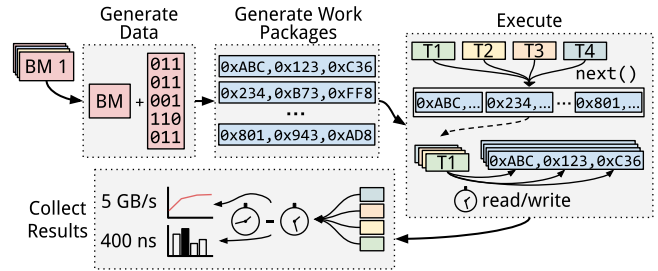 Generate
Data
Generate Work
Packages
Execute
BM 1
BM
+
011
011
001
110
011
0xABC,0x123,0xC36
0x234,0xB73,0xFF8
...
0x801,0x943,0xAD8
T1
T2
T3
T4
next()
0xABC,...
0x234,...
...
0x801,...
T1
0xABC,0x123,0xC36
read/write
Collect
Results
5 GB/s
400 ns
-